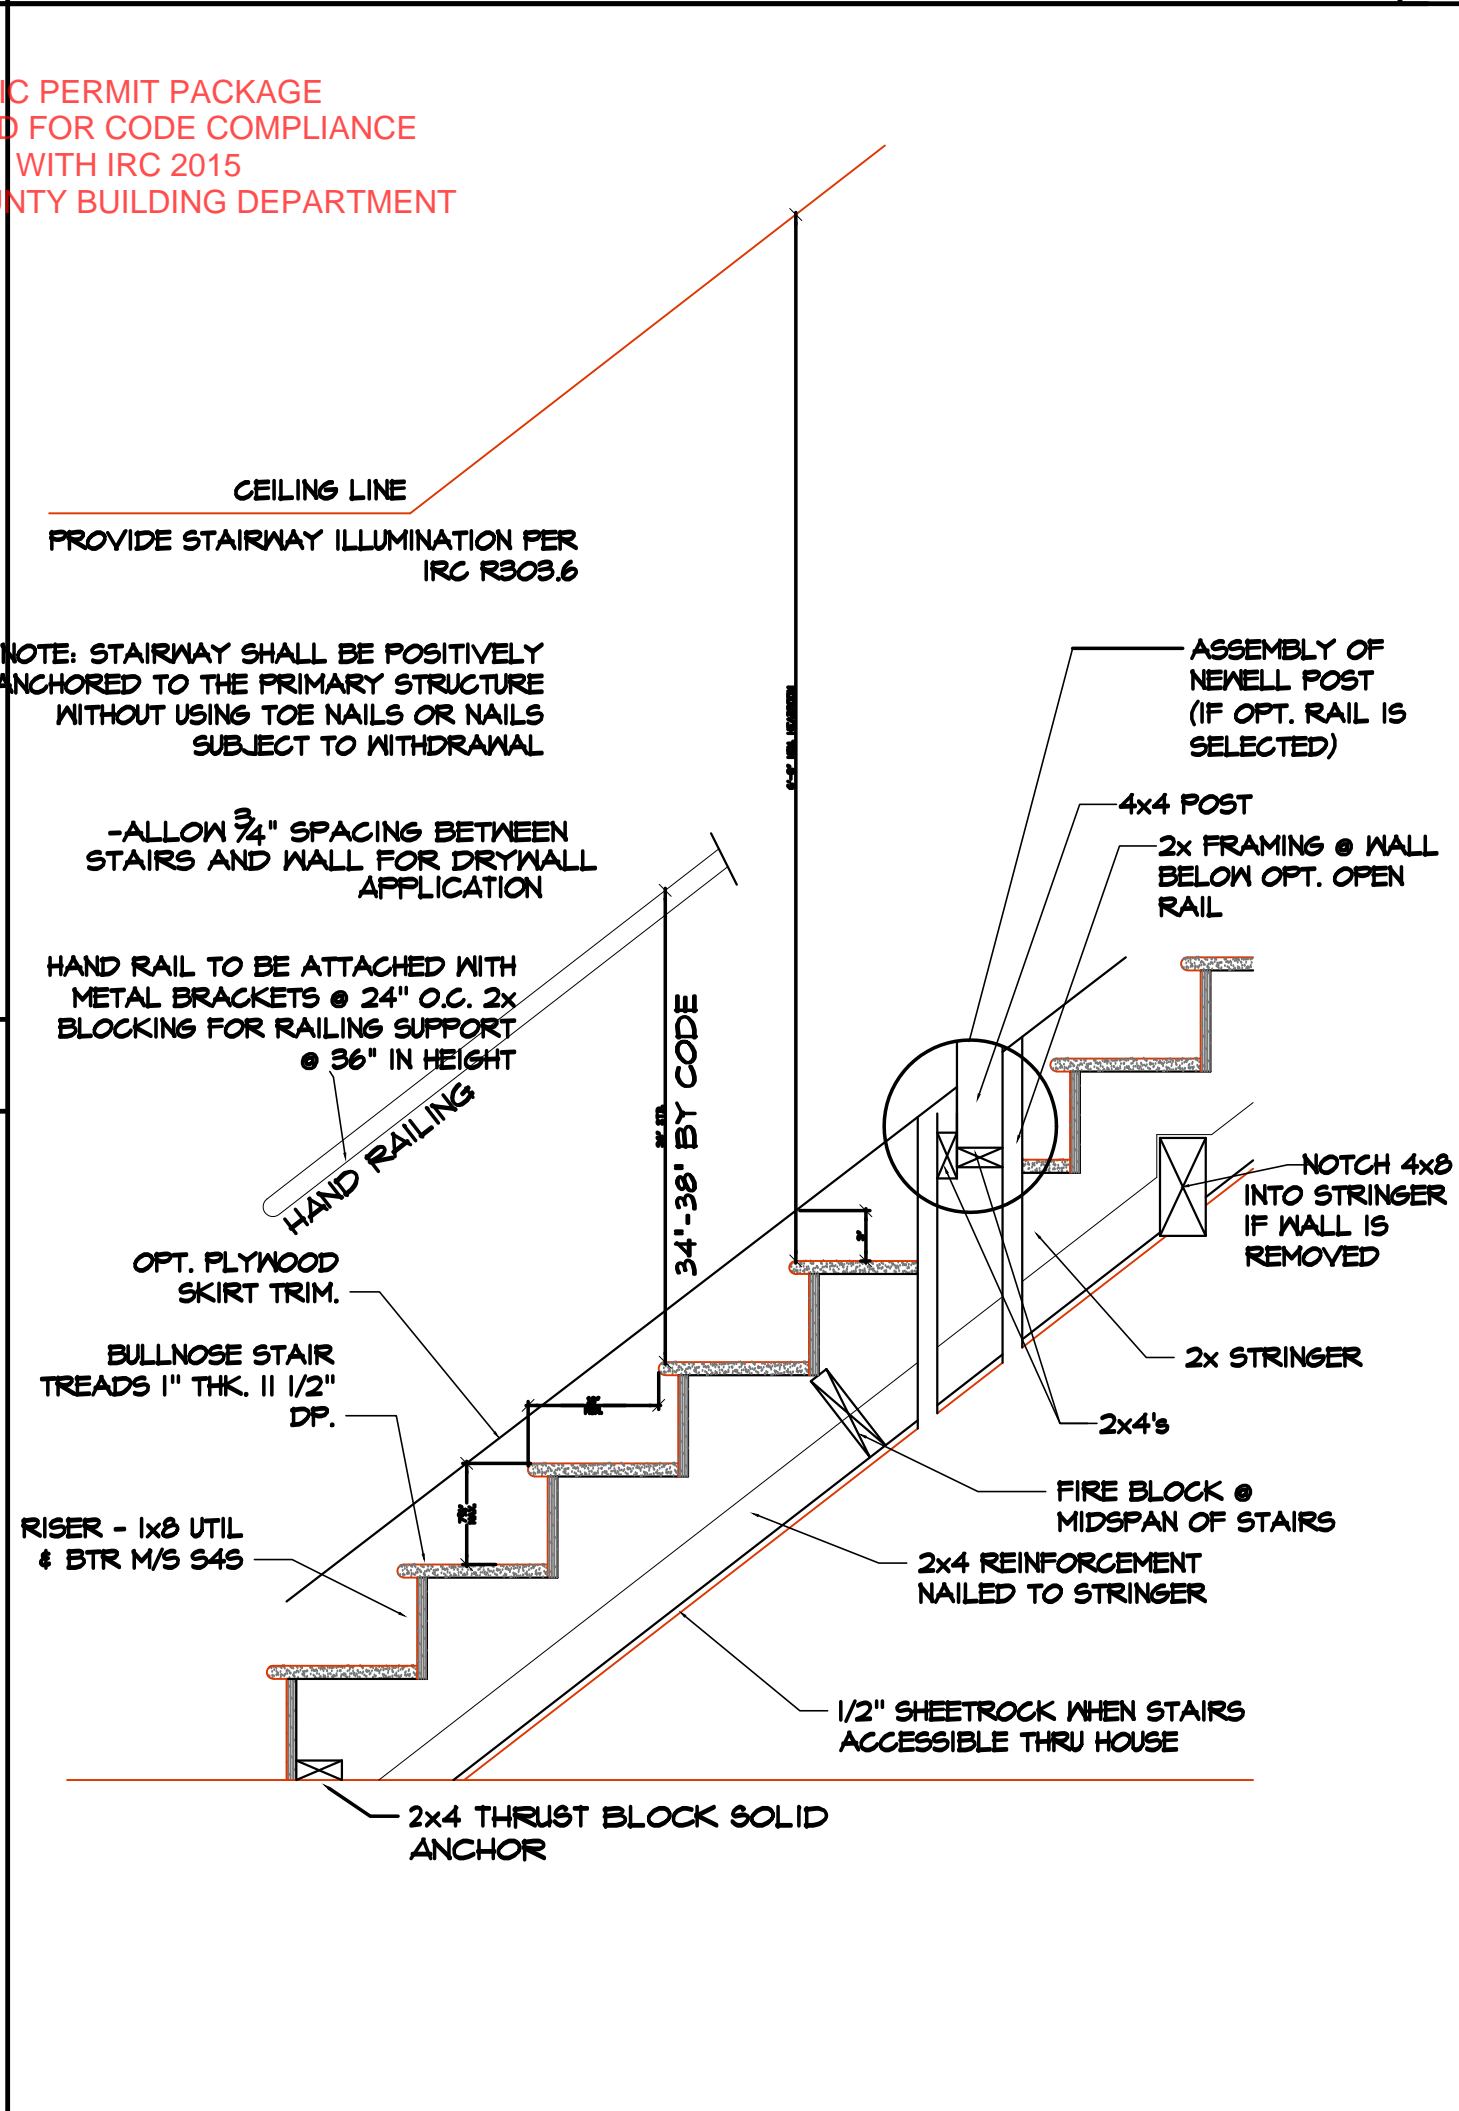 IC PERMIT PACKAGE
D FOR CODE COMPLIANCE
WITH IRC 2015
UNTY BUILDING DEPARTMENT
CEILING LINE
PROVIDE STAIRWAY ILLUMINATION PER
IRC R303.6
NOTE: STAIRWAY SHALL BE POSITIVELY
ANCHORED TO THE PRIMARY STRUCTURE
WITHOUT USING TOE NAILS OR NAILS
SUBJECT TO WITHDRAWAL
-ALLOW 3/4" SPACING BETWEEN
STAIRS AND WALL FOR DRYWALL
APPLICATION
HAND RAIL TO BE ATTACHED WITH
METAL BRACKETS @ 24" O.C. 2x
BLOCKING FOR RAILING SUPPORT
@ 36" IN HEIGHT
HAND RAILING
34"-38" BY CODE
6'-8" MIN. HEADROOM
ASSEMBLY OF
NEWELL POST
(IF OPT. RAIL IS
SELECTED)
4x4 POST
2x FRAMING @ WALL
BELOW OPT. OPEN
RAIL
NOTCH 4x8
INTO STRINGER
IF WALL IS
REMOVED
OPT. PLYWOOD
SKIRT TRIM.
BULLNOSE STAIR
TREADS 1" THK. 11 1/2"
DP.
2x STRINGER
2x4's
FIRE BLOCK @
MIDSPAN OF STAIRS
RISER - 1x8 UTIL
& BTR M/S S4S
2x4 REINFORCEMENT
NAILED TO STRINGER
1/2" SHEETROCK WHEN STAIRS
ACCESSIBLE THRU HOUSE
2x4 THRUST BLOCK SOLID
ANCHOR